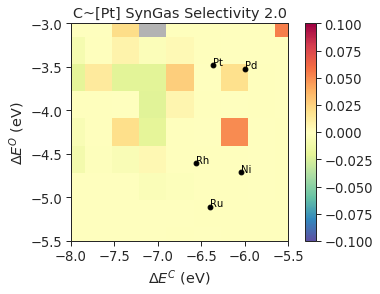 C~[Pt] SynGas Selectivity 2.0
−3.0
−3.5
−4.0
−4.5
−5.0
−5.5
ΔE^O (eV)
Pt
Pd
Rh
Ni
Ru
−8.0 −7.5 −7.0 −6.5 −6.0 −5.5
ΔE^C (eV)
0.100
0.075
0.050
0.025
0.000
−0.025
−0.050
−0.075
−0.100